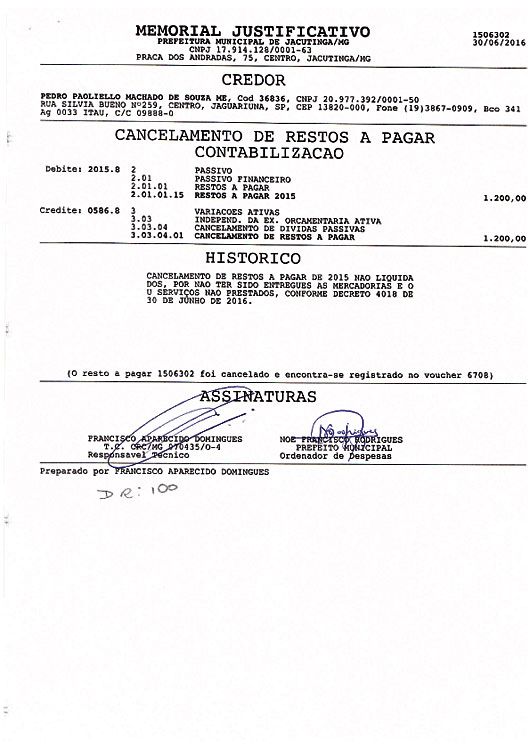 MEMORIAL JUSTIFICATIVO
1506302
PREFEITURA MUNICIPAL DE JACUTINGA/MG
30/06/2016
CNPJ 17.914.128/0001-63
PRACA DOS ANDRADAS, 75, CENTRO, JACUTINGA/MG
CREDOR
PEDRO PAOLIELLO MACHADO DE SOUZA ME, Cod 36836, CNPJ 20.977.392/0001-50
RUA SILVIA BUENO Nº259, CENTRO, JAGUARIUNA, SP, CEP 13820-000, Fone (19)3867-0909, Bco 341
Ag 0033 ITAU, C/C 09888-0
CANCELAMENTO DE RESTOS A PAGAR
CONTABILIZACAO
Debite: 2015.8 2 PASSIVO
2.01 PASSIVO FINANCEIRO
2.01.01 RESTOS A PAGAR
2.01.01.15 RESTOS A PAGAR 2015 1.200,00
Credite: 0586.8 3 VARIACOES ATIVAS
3.03 INDEPEND. DA EX. ORCAMENTARIA ATIVA
3.03.04 CANCELAMENTO DE DIVIDAS PASSIVAS
3.03.04.01 CANCELAMENTO DE RESTOS A PAGAR 1.200,00
HISTORICO
CANCELAMENTO DE RESTOS A PAGAR DE 2015 NAO LIQUIDA
DOS, POR NAO TER SIDO ENTREGUES AS MERCADORIAS E O
U SERVIÇOS NAO PRESTADOS, CONFORME DECRETO 4018 DE
30 DE JUNHO DE 2016.
(O resto a pagar 1506302 foi cancelado e encontra-se registrado no voucher 6708)
ASSINATURAS
FRANCISCO APARECIDO DOMINGUES NOE FRANCISCO RODRIGUES
T.C. CRC/MG 070435/O-4 PREFEITO MUNICIPAL
Responsavel Técnico Ordenador de Despesas
Preparado por FRANCISCO APARECIDO DOMINGUES
DR: 100